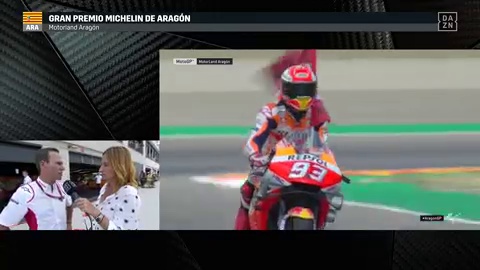 GRAN PREMIO MICHELIN DE ARAGÓN
Motorland Aragón
ARA
DAZN
MotoGP
Motorland Aragón
REPSOL
93
#AragonGP